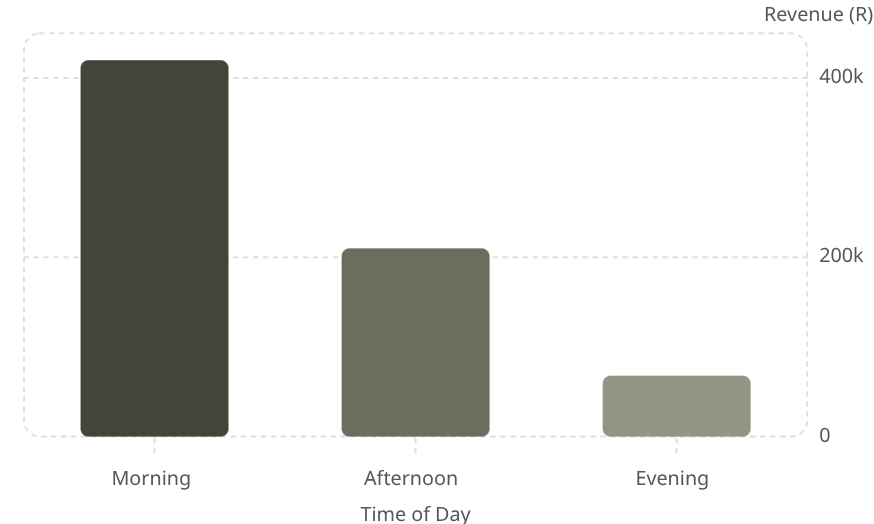 Revenue (R)
400k
200k
0
Morning Afternoon Evening
Time of Day